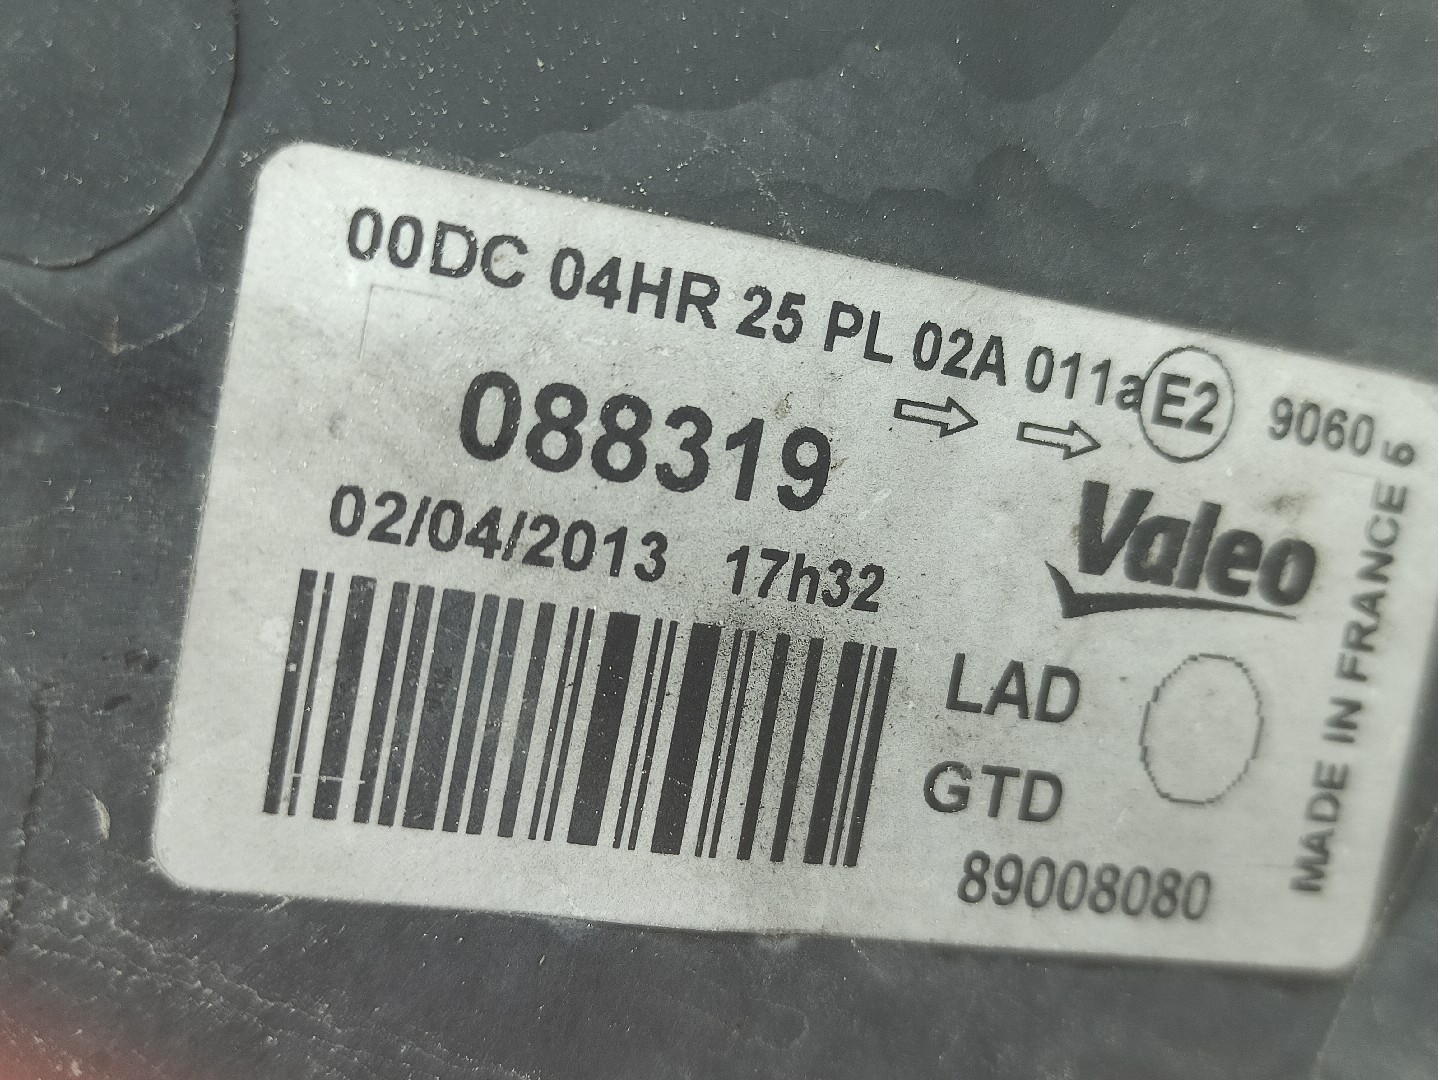 00DC 04HR 25 PL 02A 011a E2 9060 5
088319
02/04/2013 17h32
Valeo
LAD
GTD
89008080
MADE IN FRANCE